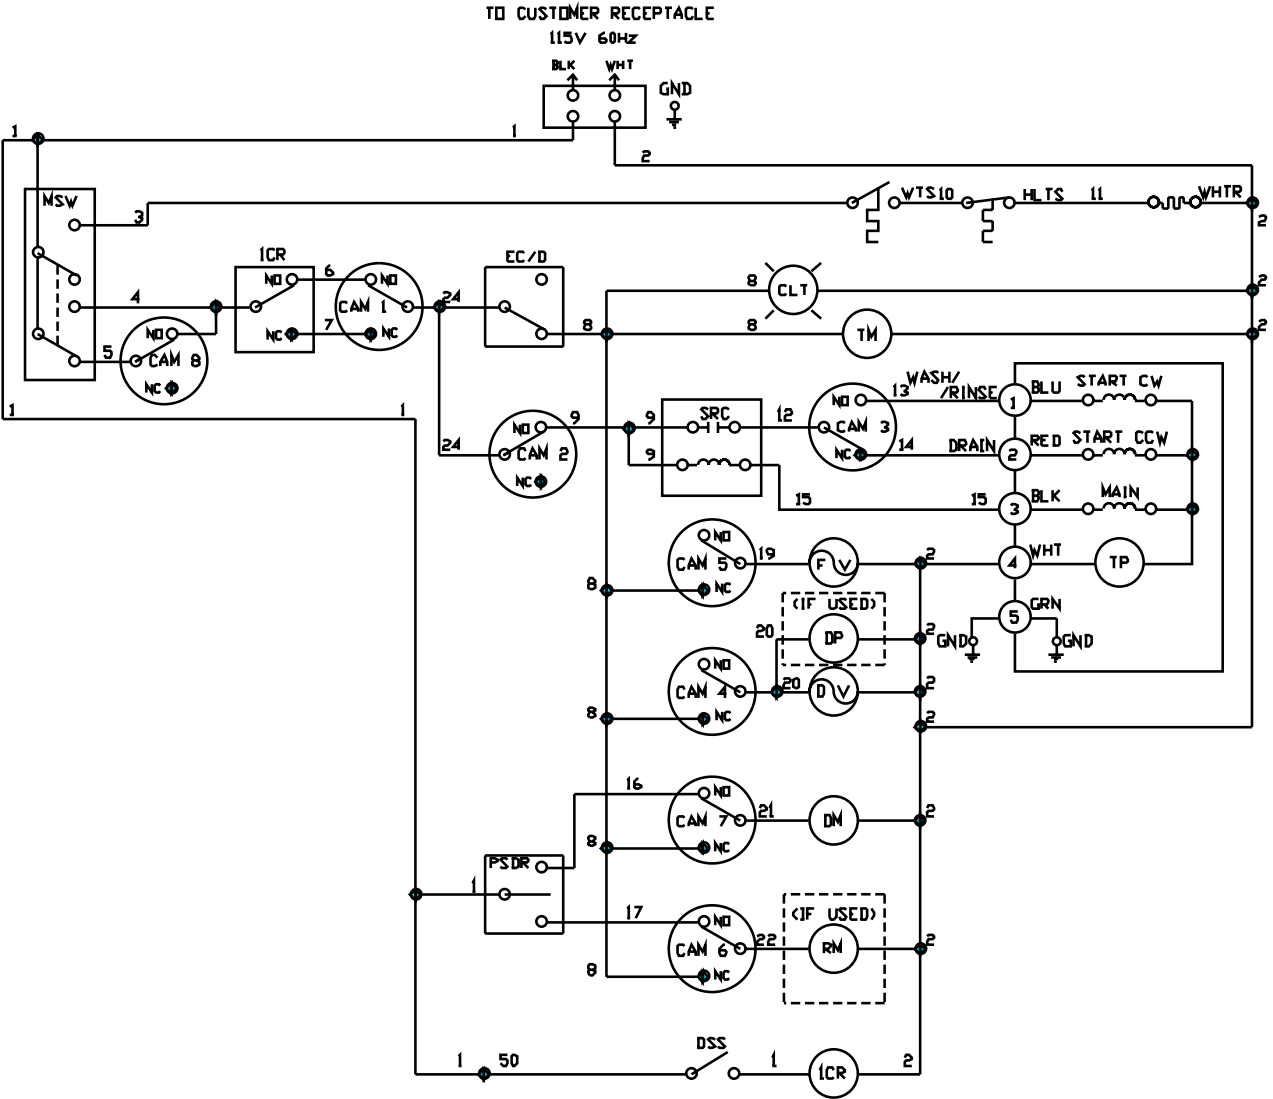 TO CUSTOMER RECEPTACLE
115V 60Hz
BLK WHT
GND
1 1
2
MSW
3
WTS10 HLTS 11 WHTR
2
1CR
NO 6 NO
CAM 1
EC/D
8 CLT 2
4 24
NC 7 NC
8 8 TM 2
NO
5 CAM 8
NC
WASH/
13 /RINSE 1 BLU START CW
1 1
NO 9 9 SRC 12 NO
CAM 3
24 CAM 2 9 NC 14 DRAIN 2 RED START CCW
NC
15 15 3 BLK MAIN
NO
CAM 5 19 F V 2 4 WHT TP
8 NC
(IF USED)
20 DP 2
5 GRN
GND GND
NO
CAM 4 20 D V 2
8 NC 2
16 NO
CAM 7 21 DM 2
8 NC
PSDR
1
17 NO (IF USED)
CAM 6 22 RM 2
8 NC
DSS
1 50 1 1CR 2